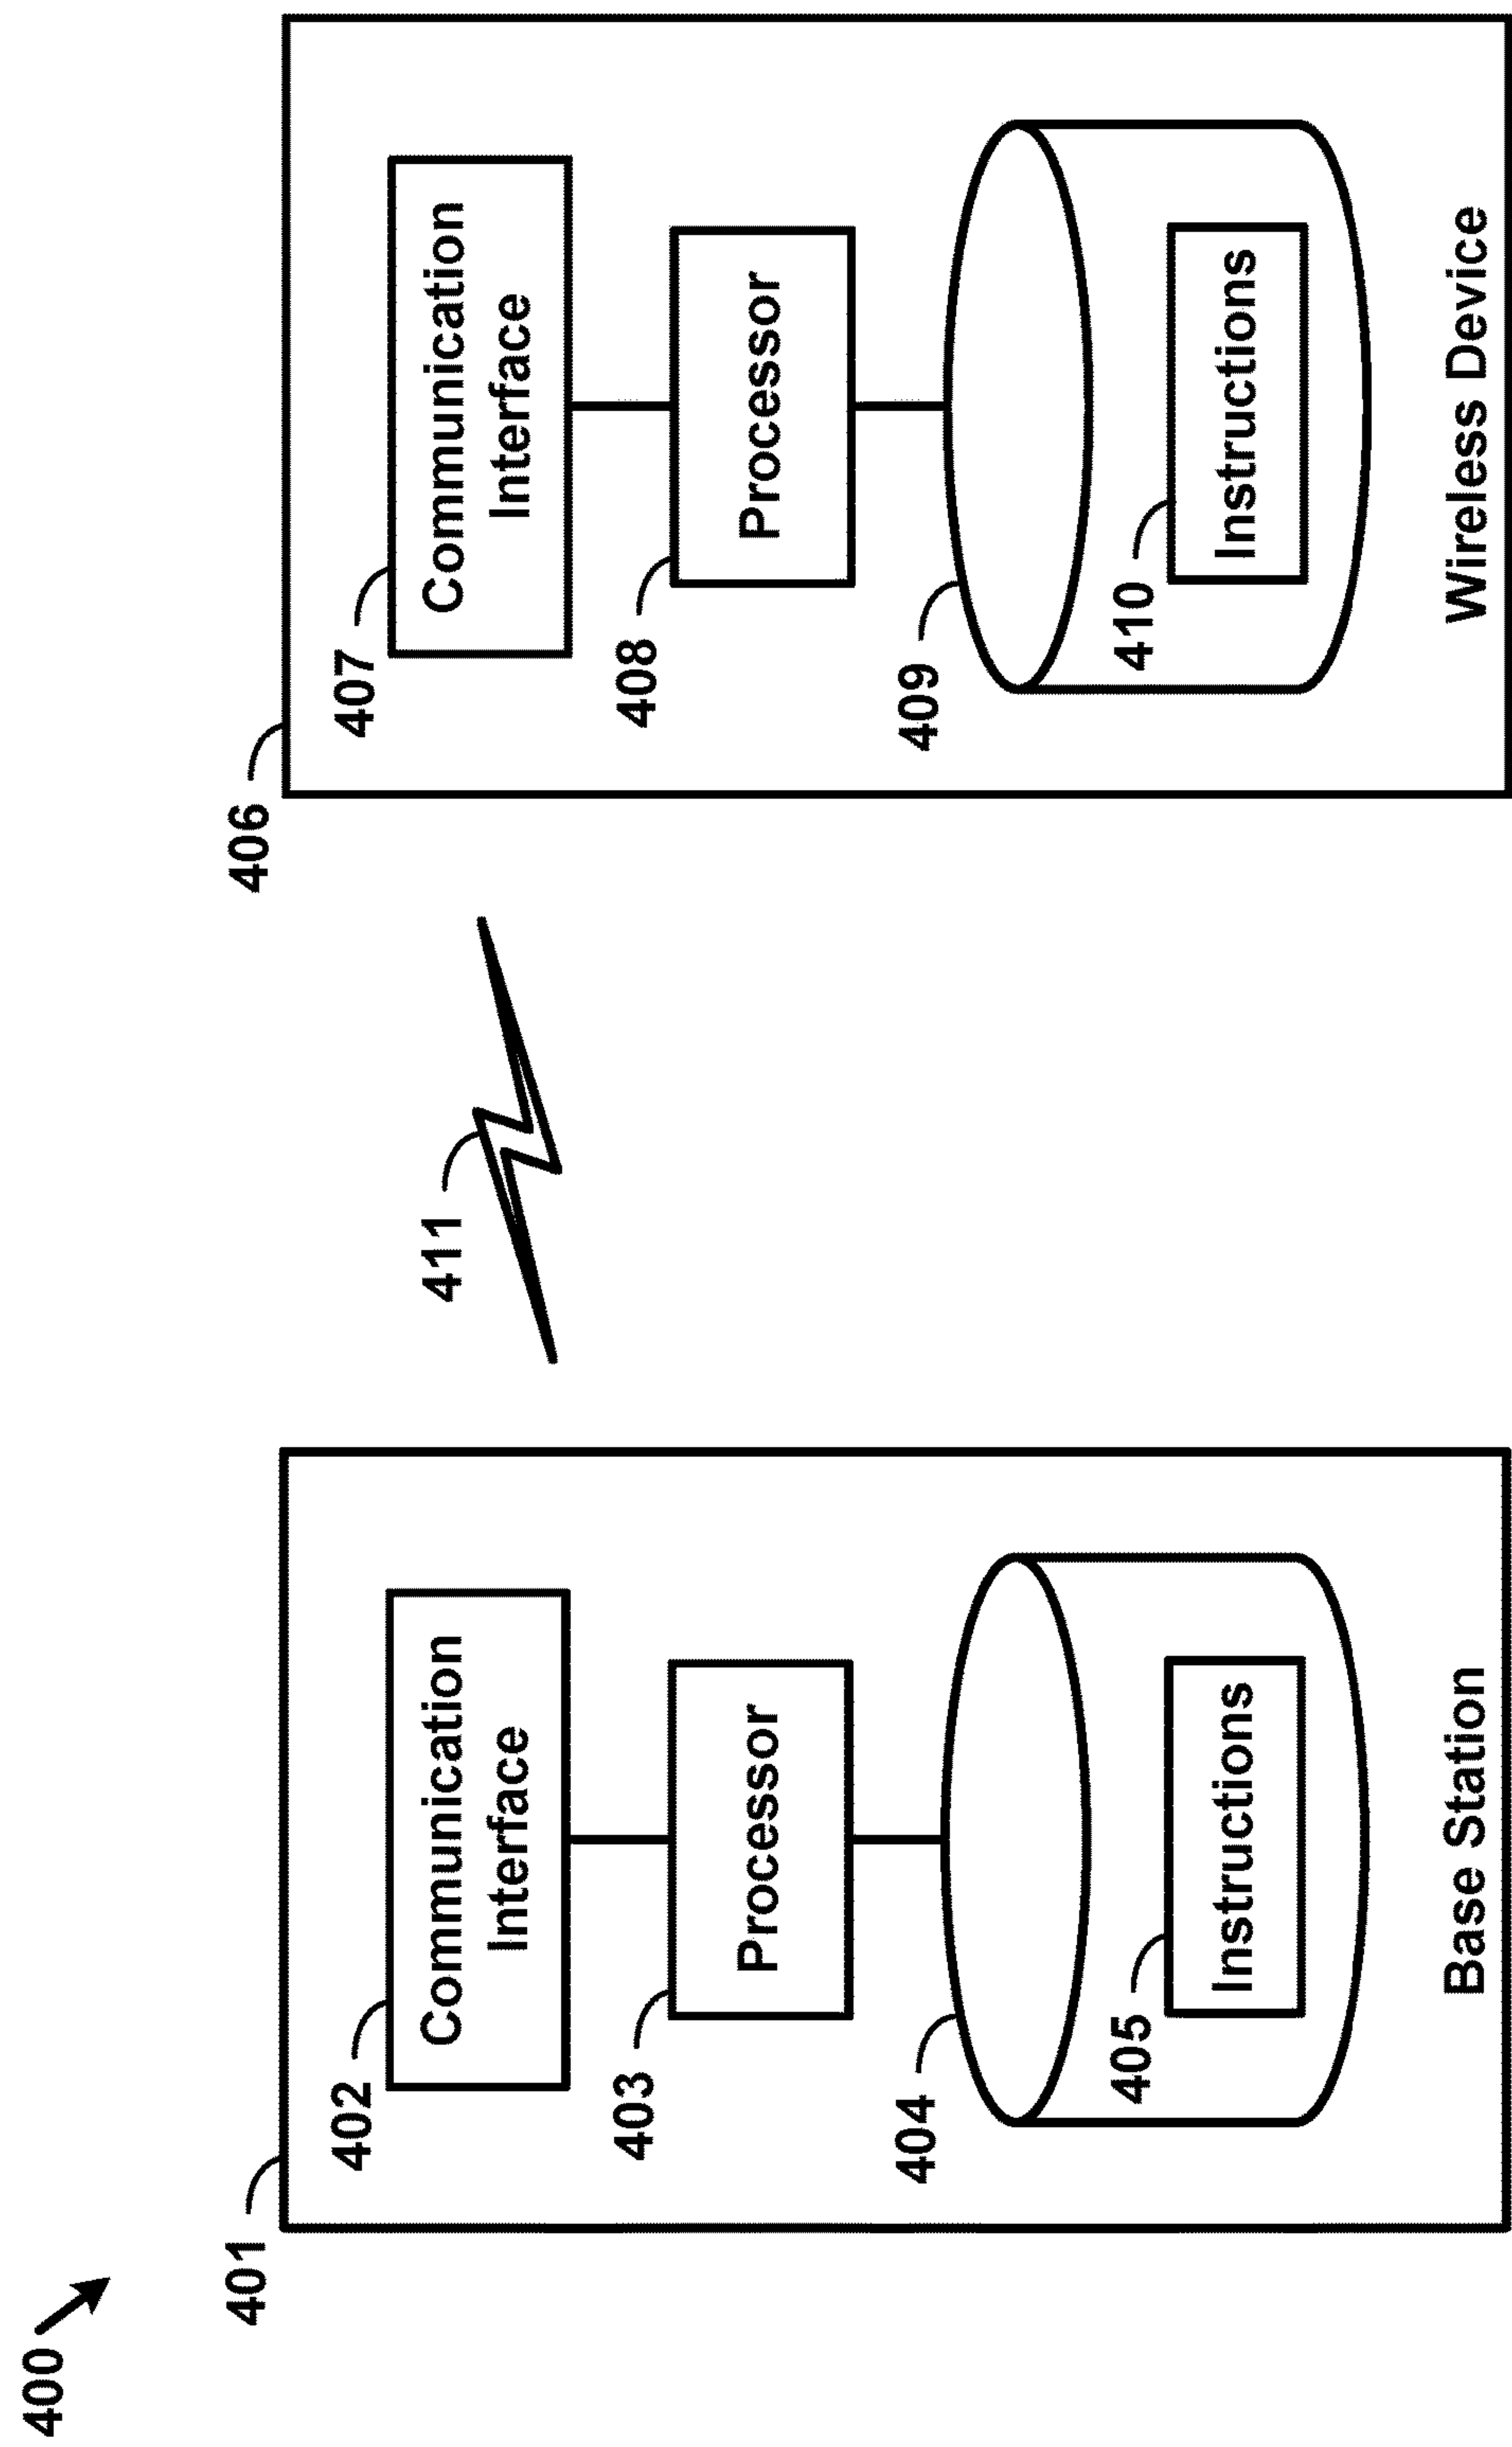 400
401
402
Communication
Interface
403
Processor
404
405
Instructions
Base Station
411
406
407
Communication
Interface
408
Processor
409
410
Instructions
Wireless Device